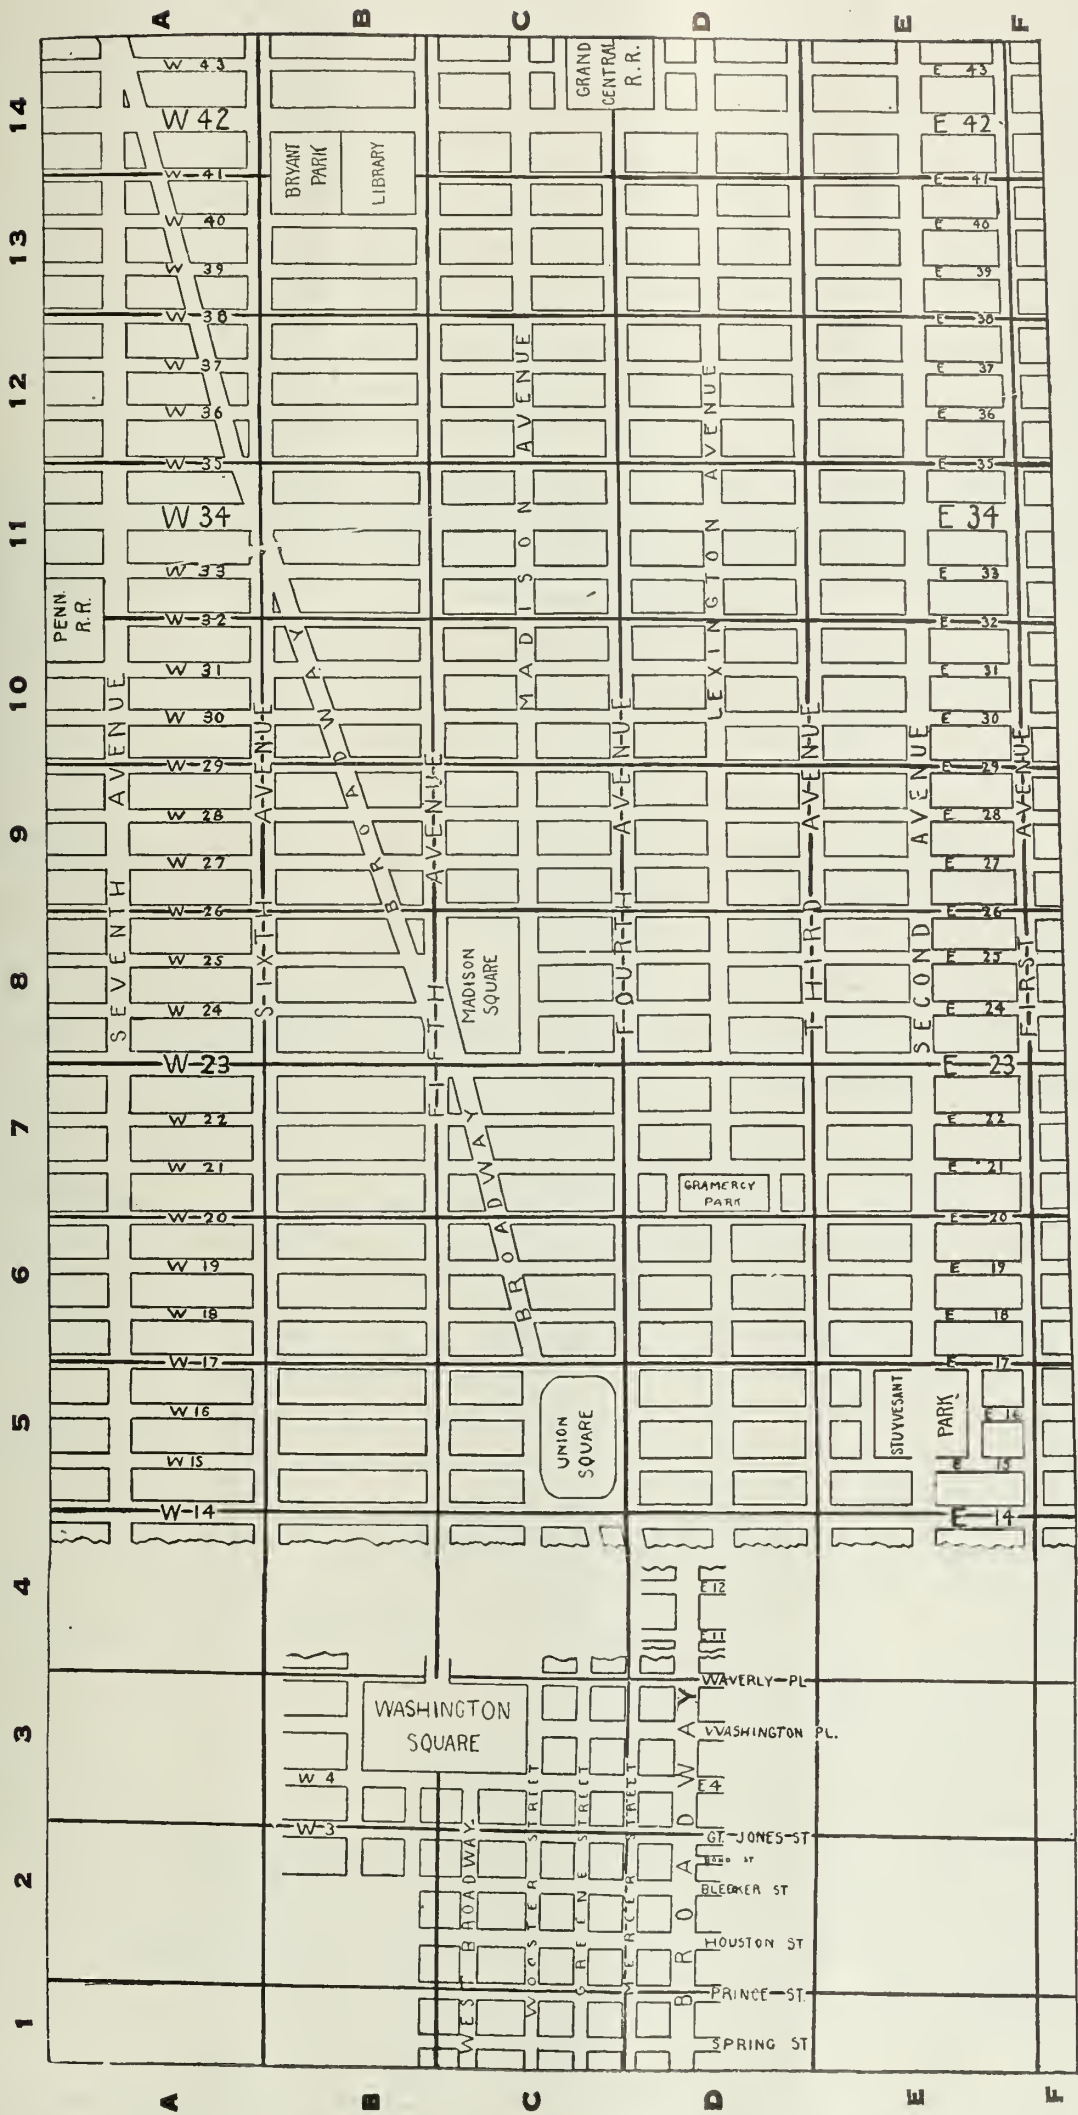 A
B
C
D
E
F
14
13
12
11
10
9
8
7
6
5
4
3
2
1
W 43
W 42
W 41
W 40
W 39
W 38
W 37
W 36
W 35
W 34
W 33
W 32
W 31
W 30
W 29
W 28
W 27
W 26
W 25
W 24
W 23
W 22
W 21
W 20
W 19
W 18
W 17
W 16
W 15
W 14
W 4
W 3
E 43
E 42
E 41
E 40
E 39
E 38
E 37
E 36
E 35
E 34
E 33
E 32
E 31
E 30
E 29
E 28
E 27
E 26
E 25
E 24
E 23
E 22
E 21
E 20
E 19
E 18
E 17
E 16
E 15
E 14
E 12
E 11
E 4
GRAND
CENTRAL
R.R.
BRYANT
PARK
LIBRARY
PENN.
R.R.
SEVENTH AVENUE
SIXTH AVENUE
BROADWAY
FIFTH AVENUE
MADISON AVENUE
FOURTH AVENUE
LEXINGTON AVENUE
THIRD AVENUE
SECOND AVENUE
FIRST AVENUE
MADISON
SQUARE
BROADWAY
GRAMERCY
PARK
UNION
SQUARE
STUYVESANT
PARK
WASHINGTON
SQUARE
WAVERLY PL
WASHINGTON PL.
GT. JONES ST
BOND ST
BLEEKER ST
HOUSTON ST
PRINCE ST.
SPRING ST
WEST BROADWAY.
WOOSTER STREET
GREENE STREET
MERCER STREET
BROADWAY
A
B
C
D
E
F